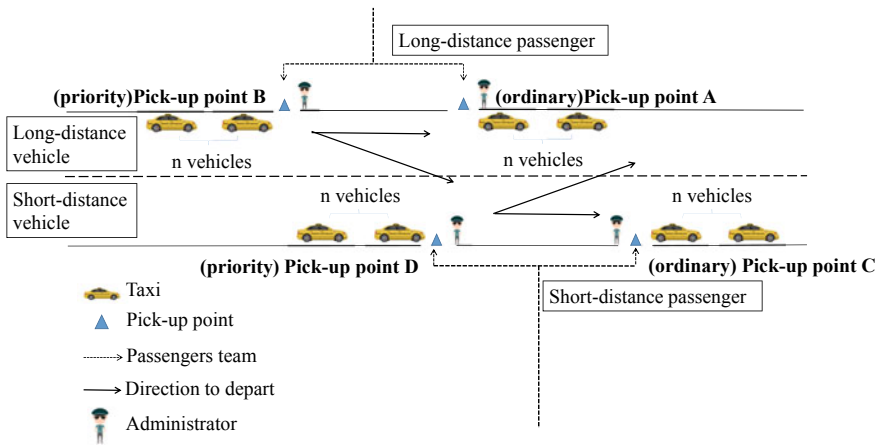 Long-distance passenger
(priority)Pick-up point B
(ordinary)Pick-up point A
Long-distance
vehicle
n vehicles
n vehicles
Short-distance
vehicle
n vehicles
n vehicles
(priority) Pick-up point D
(ordinary) Pick-up point C
Short-distance passenger
Taxi
Pick-up point
Passengers team
Direction to depart
Administrator